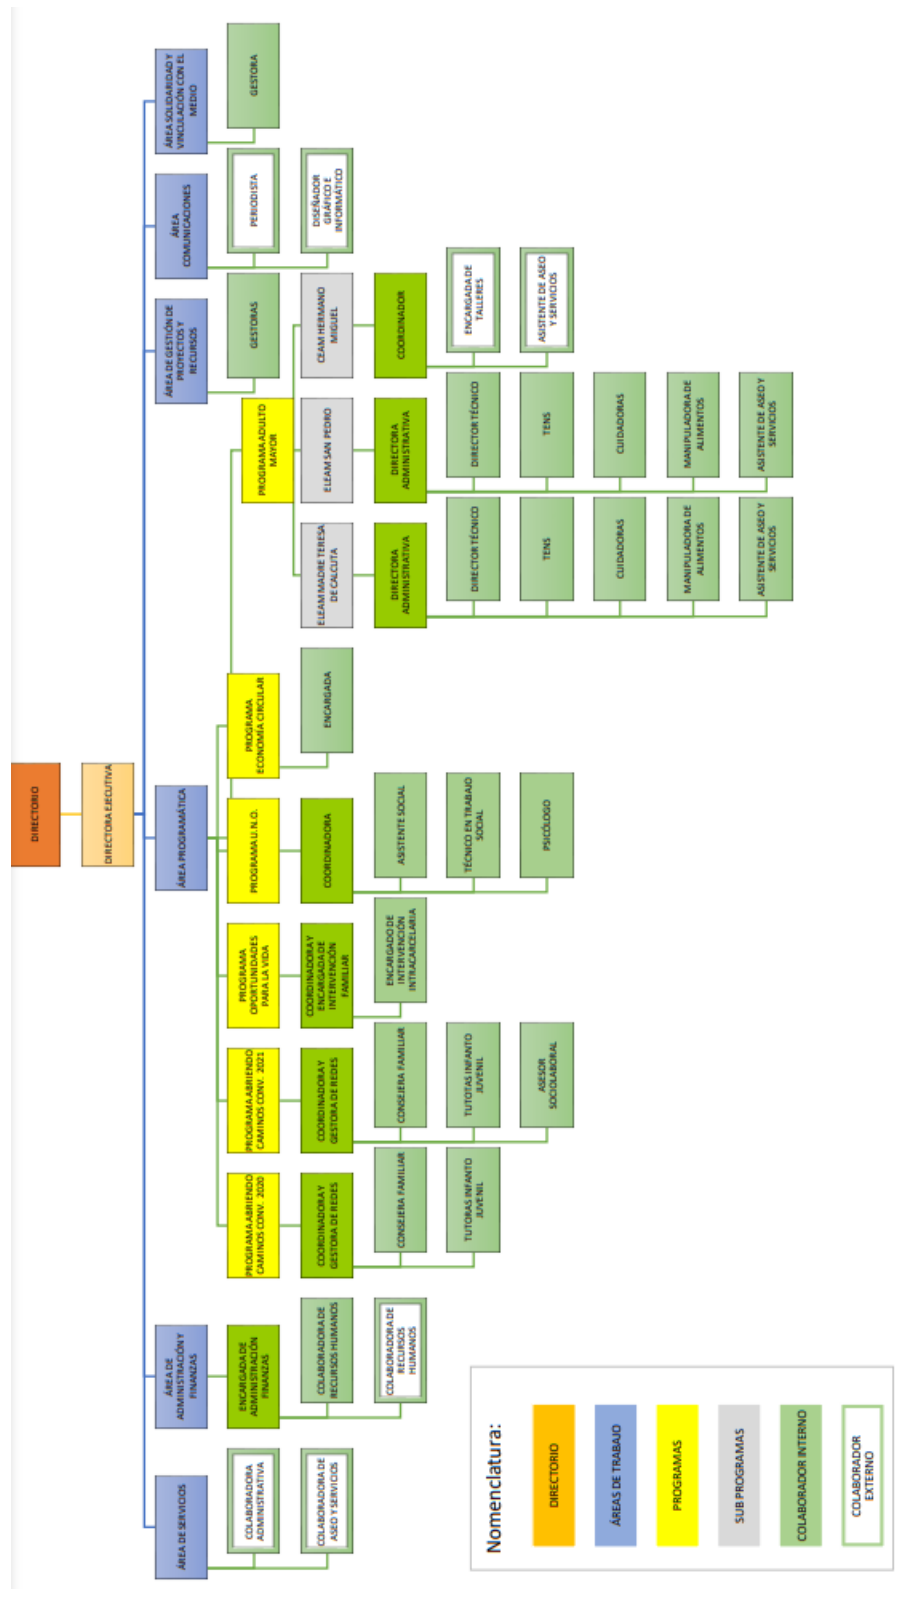 DIRECTORIO
DIRECTORA EJECUTIVA
ÁREA DE SERVICIOS
COLABORADORA
ADMINISTRATIVA
COLABORADORA DE
ASEO Y SERVICIOS
ÁREA DE
ADMINISTRACIÓN Y
FINANZAS
ENCARGADA DE
ADMINISTRACIÓN
FINANZAS
COLABORADORA DE
RECURSOS HUMANOS
COLABORADORA DE
RECURSOS
HUMANOS
ÁREA PROGRAMÁTICA
PROGRAMA ABRIENDO
CAMINOS CONV. 2020
COORDINADORA Y
GESTORA DE REDES
CONSEJERA FAMILIAR
TUTORAS INFANTO
JUVENIL
PROGRAMA ABRIENDO
CAMINOS CONV. 2021
COORDINADORA Y
GESTORA DE REDES
CONSEJERA FAMILIAR
TUTOTAS INFANTO
JUVENIL
ASESOR
SOCIOLABORAL
PROGRAMA
OPORTUNIDADES
PARA LA VIDA
COORDINADORA Y
ENCARGADA DE
INTERVENCIÓN
FAMILIAR
ENCARGADO DE
INTERVENCIÓN
INTRACARCELARIA
PROGRAMA U.N.O.
COORDINADORA
ASISTENTE SOCIAL
TÉCNICO EN TRABAJO
SOCIAL
PSICÓLOGO
PROGRAMA
ECONOMÍA CIRCULAR
ENCARGADA
PROGRAMA ADULTO
MAYOR
ELEAM MADRE TERESA
DE CALCUTA
DIRECTORA
ADMINISTRATIVA
DIRECTOR TÉCNICO
TENS
CUIDADORAS
MANIPULADORA DE
ALIMENTOS
ASISTENTE DE ASEO Y
SERVICIOS
ELEAM SAN PEDRO
DIRECTORA
ADMINISTRATIVA
DIRECTOR TÉCNICO
TENS
CUIDADORAS
MANIPULADORA DE
ALIMENTOS
ASISTENTE DE ASEO Y
SERVICIOS
CEAM HERMANO
MIGUEL
COORDINADOR
ENCARGADA DE
TALLERES
ASISTENTE DE ASEO
Y SERVICIOS
ÁREA DE GESTIÓN DE
PROYECTOS Y
RECURSOS
GESTORAS
ÁREA
COMUNICACIONES
PERIODISTA
DISEÑADOR
GRÁFICO E
INFORMÁTICO
ÁREA SOLIDARIDAD Y
VINCULACIÓN CON EL
MEDIO
GESTORA
Nomenclatura:
DIRECTORIO
ÁREAS DE TRABAJO
PROGRAMAS
SUB PROGRAMAS
COLABORADOR INTERNO
COLABORADOR
EXTERNO